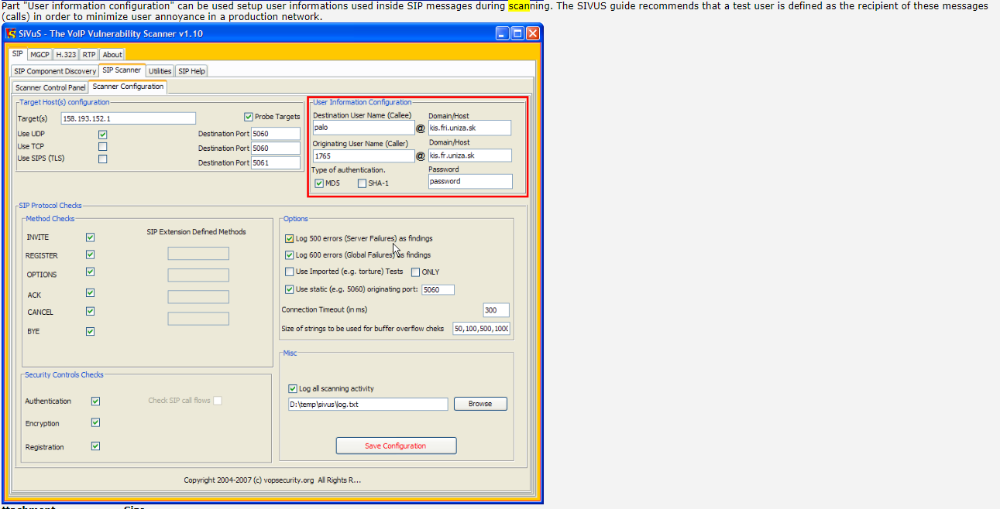 Part "User information configuration" can be used setup user informations used inside SIP messages during scanning. The SIVUS guide recommends that a test user is defined as the recipient of these messages
(calls) in order to minimize user annoyance in a production network.
SiVuS - The VoIP Vulnerability Scanner v1.10
SIP MGCP H.323 RTP About
SIP Component Discovery SIP Scanner Utilities SIP Help
Scanner Control Panel Scanner Configuration
Target Host(s) configuration
Target(s) 158.193.152.1 Probe Targets
Use UDP Destination Port 5060
Use TCP Destination Port 5060
Use SIPS (TLS) Destination Port 5061
User Information Configuration
Destination User Name (Callee) Domain/Host
palo @ kis.fri.uniza.sk
Originating User Name (Caller) Domain/Host
1765 @ kis.fr.uniza.sk
Type of authentication. Password
MD5 SHA-1 password
SIP Protocol Checks
Method Checks
SIP Extension Defined Methods
INVITE
REGISTER
OPTIONS
ACK
CANCEL
BYE
Options
Log 500 errors (Server Failures) as findings
Log 600 errors (Global Failures) as findings
Use Imported (e.g. torture) Tests ONLY
Use static (e.g. 5060) originating port: 5060
Connection Timeout (in ms) 300
Size of strings to be used for buffer overflow cheks 50,100,500,100(
Security Controls Checks
Authentication Check SIP call flows
Encryption
Registration
Misc
Log all scanning activity
D:\temp\sivus\log.txt Browse
Save Configuration
Copyright 2004-2007 (c) vopsecurity.org All Rights R...